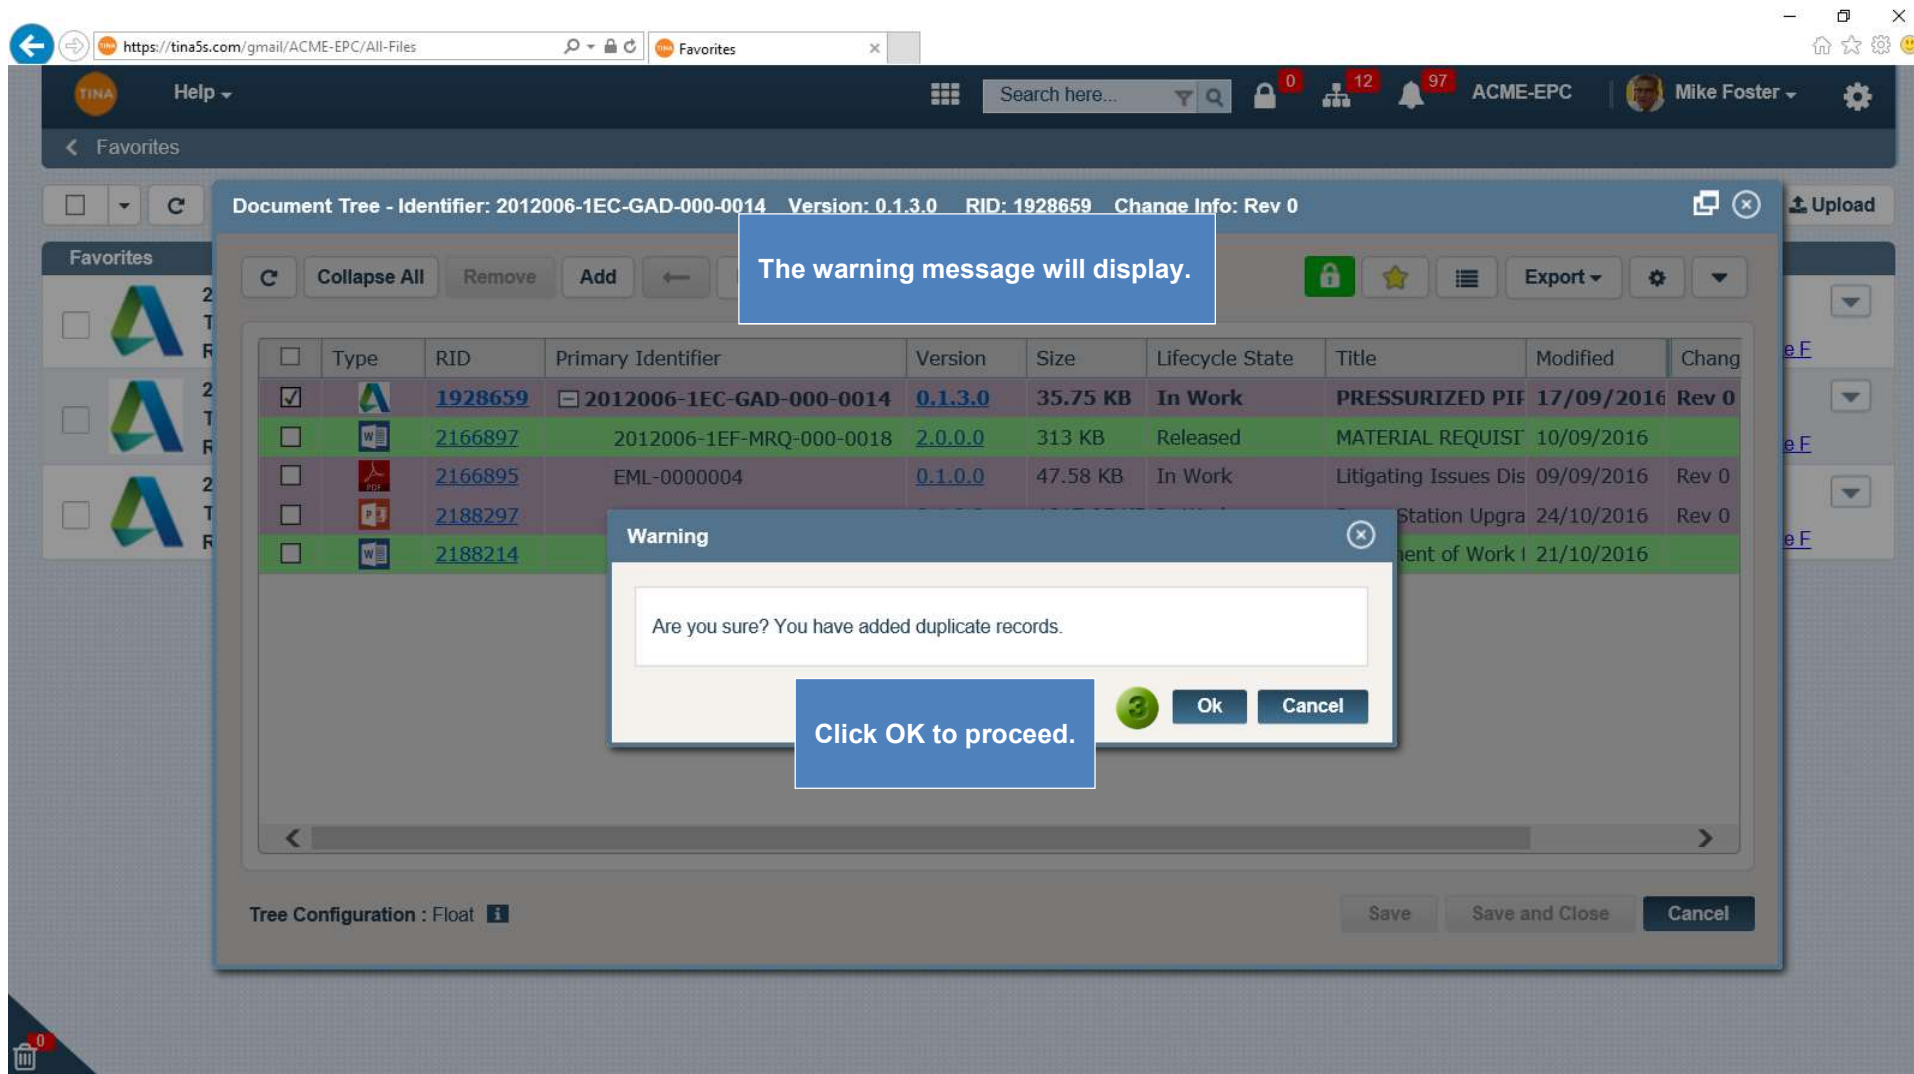 https://tina5s.com/gmail/ACME-EPC/All-Files
Favorites
TINA Help Search here... 0 12 97 ACME-EPC Mike Foster
Favorites
Document Tree - Identifier: 2012006-1EC-GAD-000-0014 Version: 0.1.3.0 RID: 1928659 Change Info: Rev 0
Upload
Favorites
The warning message will display.
Collapse All Remove Add Export
Type RID Primary Identifier Version Size Lifecycle State Title Modified Chang
1928659 2012006-1EC-GAD-000-0014 0.1.3.0 35.75 KB In Work PRESSURIZED PIF 17/09/2016 Rev 0
2166897 2012006-1EF-MRQ-000-0018 2.0.0.0 313 KB Released MATERIAL REQUISI 10/09/2016
PDF 2166895 EML-0000004 0.1.0.0 47.58 KB In Work Litigating Issues Dis 09/09/2016 Rev 0
2188297 Station Upgra 24/10/2016 Rev 0
2188214 ent of Work 21/10/2016
2
T
R
e F
2
T
R
e F
2
T
R
e F
Warning
Are you sure? You have added duplicate records.
3 Ok Cancel
Click OK to proceed.
Tree Configuration : Float
Save Save and Close Cancel
0